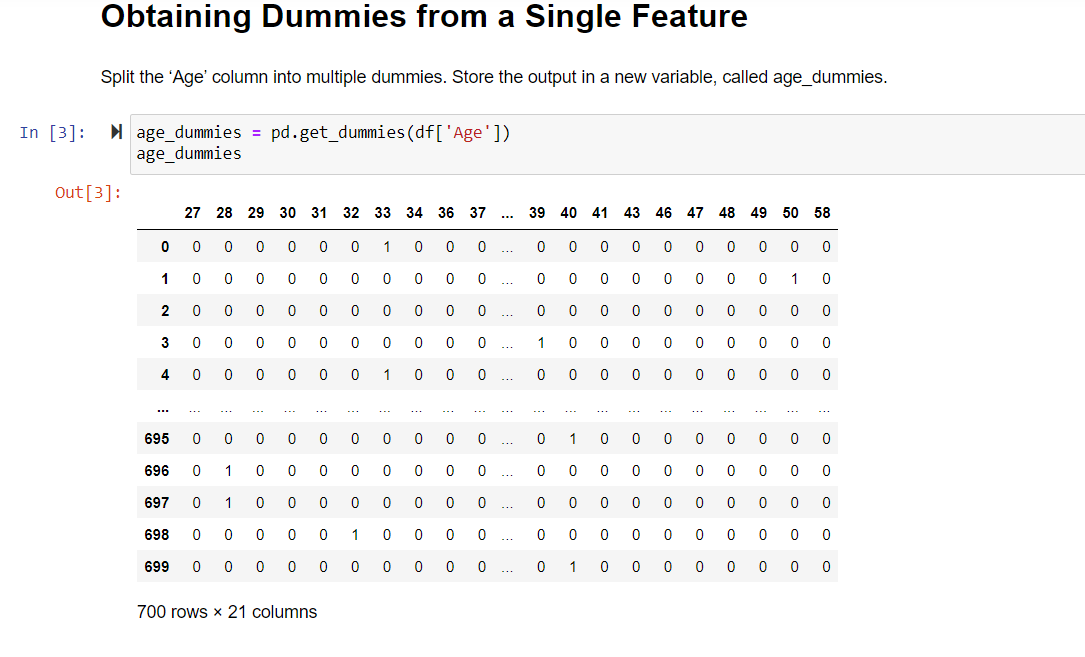 Obtaining Dummies from a Single Feature
Split the ‘Age’ column into multiple dummies. Store the output in a new variable, called age_dummies.
In [3]: age_dummies = pd.get_dummies(df['Age'])
age_dummies
Out[3]:
27 28 29 30 31 32 33 34 36 37 ... 39 40 41 43 46 47 48 49 50 58
0 0 0 0 0 0 0 1 0 0 0 ... 0 0 0 0 0 0 0 0 0 0
1 0 0 0 0 0 0 0 0 0 0 ... 0 0 0 0 0 0 0 0 1 0
2 0 0 0 0 0 0 0 0 0 0 ... 0 0 0 0 0 0 0 0 0 0
3 0 0 0 0 0 0 0 0 0 0 ... 1 0 0 0 0 0 0 0 0 0
4 0 0 0 0 0 0 1 0 0 0 ... 0 0 0 0 0 0 0 0 0 0
... ... ... ... ... ... ... ... ... ... ... ... ... ... ... ... ... ... ... ... ... ...
695 0 0 0 0 0 0 0 0 0 0 ... 0 1 0 0 0 0 0 0 0 0
696 0 1 0 0 0 0 0 0 0 0 ... 0 0 0 0 0 0 0 0 0 0
697 0 1 0 0 0 0 0 0 0 0 ... 0 0 0 0 0 0 0 0 0 0
698 0 0 0 0 0 1 0 0 0 0 ... 0 0 0 0 0 0 0 0 0 0
699 0 0 0 0 0 0 0 0 0 0 ... 0 1 0 0 0 0 0 0 0 0
700 rows × 21 columns